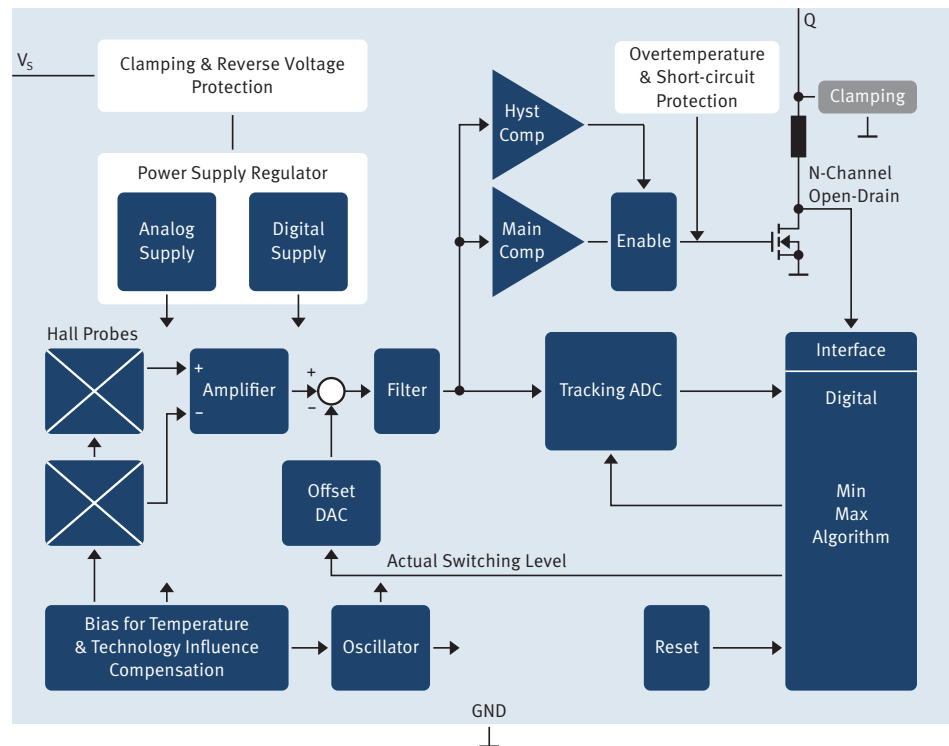 Q
V_S
Clamping & Reverse Voltage
Protection
Overtemperature
& Short-circuit
Protection
Clamping
Hyst
Comp
N-Channel
Open-Drain
Power Supply Regulator
Analog
Supply
Digital
Supply
Main
Comp
Enable
Hall Probes
+
−
Amplifier
+
−
Filter
Tracking ADC
Interface
Digital
Min
Max
Algorithm
Offset
DAC
Actual Switching Level
Bias for Temperature
& Technology Influence
Compensation
Oscillator
Reset
GND